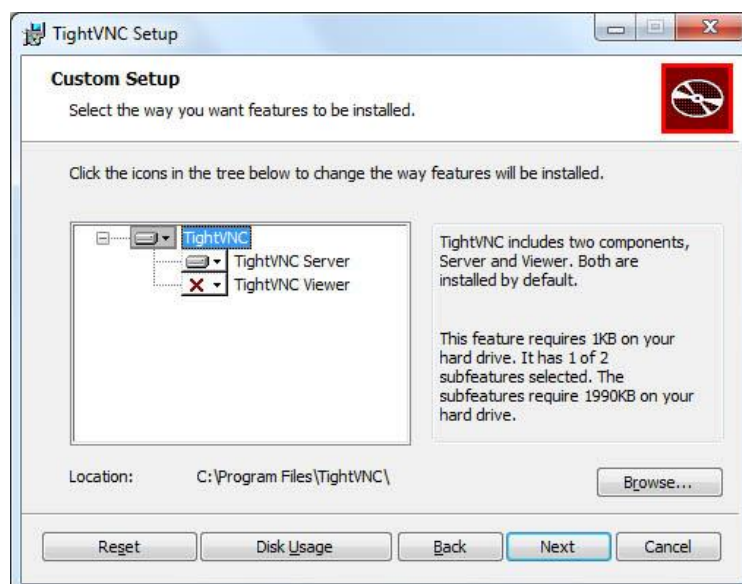 TightVNC Setup
Custom Setup
Select the way you want features to be installed.
Click the icons in the tree below to change the way features will be installed.
TightVNC
TightVNC Server
TightVNC Viewer
TightVNC includes two components,
Server and Viewer. Both are
installed by default.
This feature requires 1KB on your
hard drive. It has 1 of 2
subfeatures selected. The
subfeatures require 1990KB on your
hard drive.
Location: C:\Program Files\TightVNC\
Browse...
Reset Disk Usage Back Next Cancel